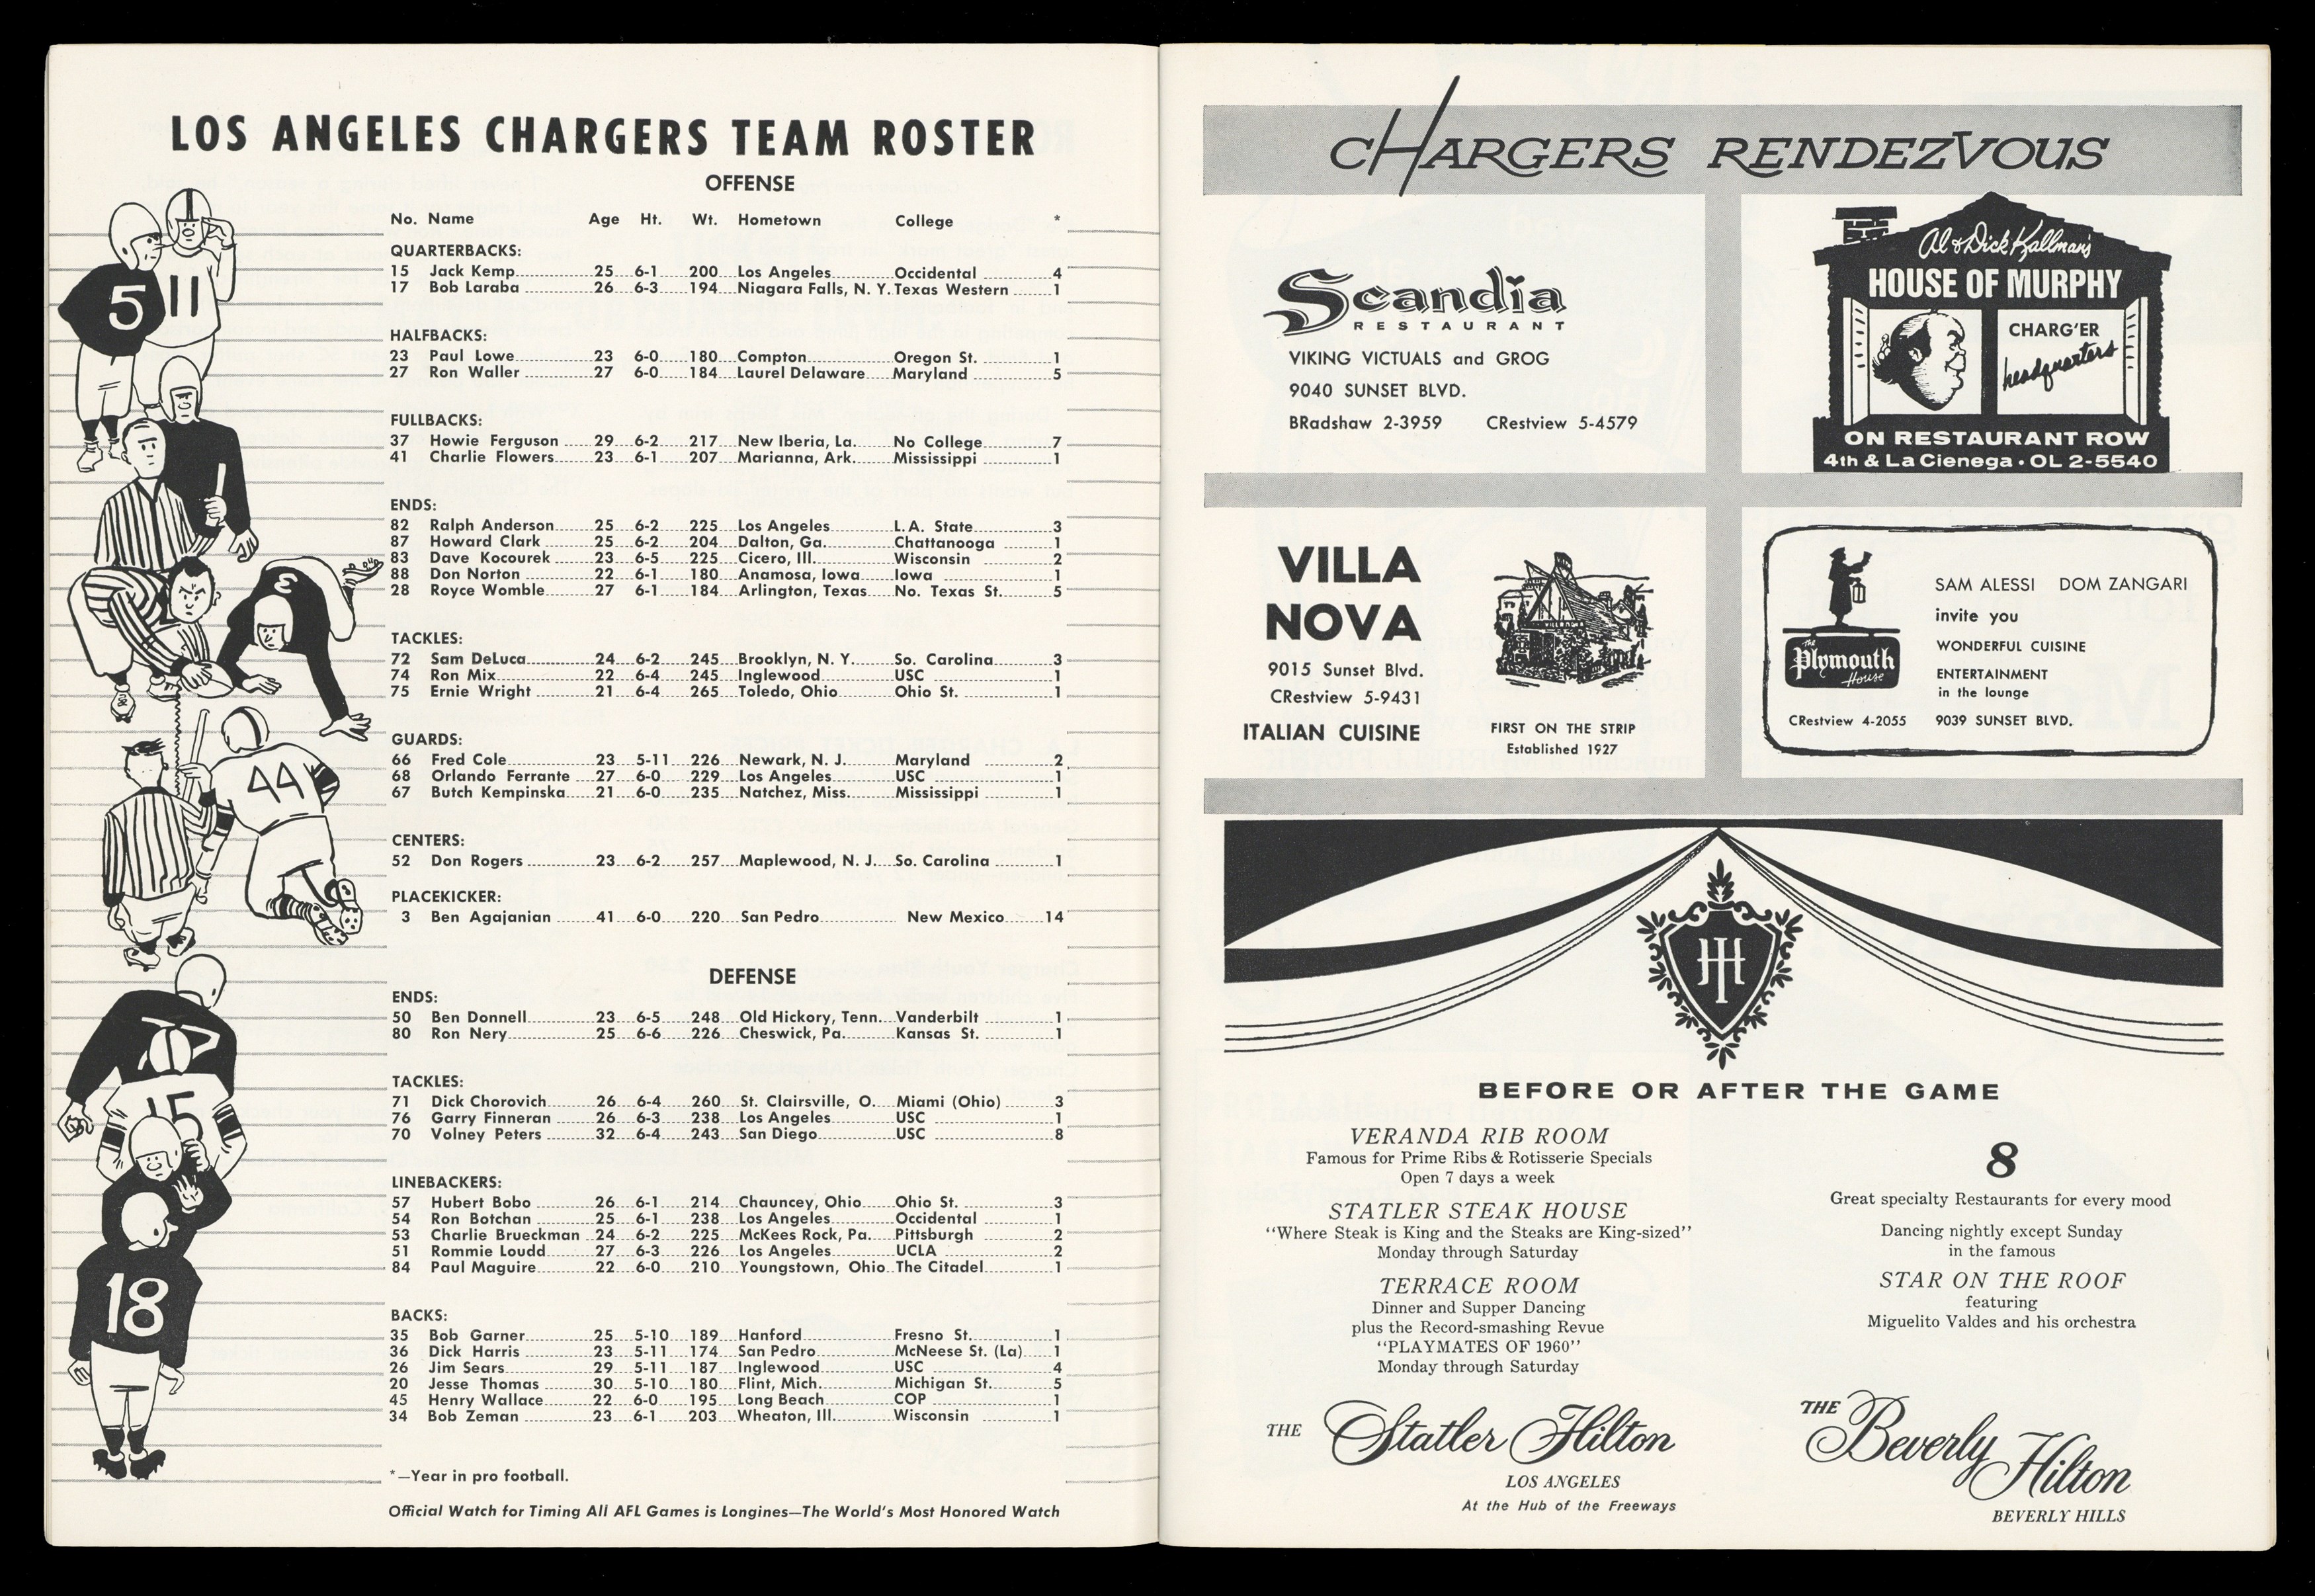 LOS ANGELES CHARGERS TEAM ROSTER
OFFENSE
No. Name Age Ht. Wt. Hometown College *
QUARTERBACKS:
15 Jack Kemp 25 6-1 200 Los Angeles Occidental 4
17 Bob Laraba 26 6-3 194 Niagara Falls, N. Y. Texas Western 1
HALFBACKS:
23 Paul Lowe 23 6-0 180 Compton Oregon St. 1
27 Ron Waller 27 6-0 184 Laurel Delaware Maryland 5
FULLBACKS:
37 Howie Ferguson 29 6-2 217 New Iberia, La. No College 7
41 Charlie Flowers 23 6-1 207 Marianna, Ark. Mississippi 1
ENDS:
82 Ralph Anderson 25 6-2 225 Los Angeles L.A. State 3
87 Howard Clark 25 6-2 204 Dalton, Ga. Chattanooga 1
83 Dave Kocourek 23 6-5 225 Cicero, Ill. Wisconsin 2
88 Don Norton 22 6-1 180 Anamosa, Iowa Iowa 1
28 Royce Womble 27 6-1 184 Arlington, Texas No. Texas St. 5
TACKLES:
72 Sam DeLuca 24 6-2 245 Brooklyn, N. Y. So. Carolina 3
74 Ron Mix 22 6-4 245 Inglewood USC 1
75 Ernie Wright 21 6-4 265 Toledo, Ohio Ohio St. 1
GUARDS:
66 Fred Cole 23 5-11 226 Newark, N. J. Maryland 2
68 Orlando Ferrante 27 6-0 229 Los Angeles USC 1
67 Butch Kempinska 21 6-0 235 Natchez, Miss. Mississippi 1
CENTERS:
52 Don Rogers 23 6-2 257 Maplewood, N. J. So. Carolina 1
PLACEKICKER:
3 Ben Agajanian 41 6-0 220 San Pedro New Mexico 14
DEFENSE
ENDS:
50 Ben Donnell 23 6-5 248 Old Hickory, Tenn. Vanderbilt 1
80 Ron Nery 25 6-6 226 Cheswick, Pa. Kansas St. 1
TACKLES:
71 Dick Chorovich 26 6-4 260 St. Clairsville, O. Miami (Ohio) 3
76 Garry Finneran 26 6-3 238 Los Angeles USC 1
70 Volney Peters 32 6-4 243 San Diego USC 8
LINEBACKERS:
57 Hubert Bobo 26 6-1 214 Chauncey, Ohio Ohio St. 3
54 Ron Botchan 25 6-1 238 Los Angeles Occidental 1
53 Charlie Brueckman 24 6-2 225 McKees Rock, Pa. Pittsburgh 2
51 Rommie Loudd 27 6-3 226 Los Angeles UCLA 2
84 Paul Maguire 22 6-0 210 Youngstown, Ohio The Citadel 1
BACKS:
35 Bob Garner 25 5-10 189 Hanford Fresno St. 1
36 Dick Harris 23 5-11 174 San Pedro McNeese St. (La) 1
26 Jim Sears 29 5-11 187 Inglewood USC 4
20 Jesse Thomas 30 5-10 180 Flint, Mich. Michigan St. 5
45 Henry Wallace 22 6-0 195 Long Beach COP 1
34 Bob Zeman 23 6-1 203 Wheaton, Ill. Wisconsin 1
*—Year in pro football.
Official Watch for Timing All AFL Games is Longines—The World's Most Honored Watch
5
11
3
44
77
15
18
CHARGERS RENDEZVOUS
Scandia
RESTAURANT
VIKING VICTUALS and GROG
9040 SUNSET BLVD.
BRadshaw 2-3959 CRestview 5-4579
Al & Dick Kallman's
HOUSE OF MURPHY
CHARG'ER
headquarters
ON RESTAURANT ROW
4th & La Cienega • OL 2-5540
VILLA
NOVA
9015 Sunset Blvd.
CRestview 5-9431
ITALIAN CUISINE
VILLA NOVA
FIRST ON THE STRIP
Established 1927
SAM ALESSI DOM ZANGARI
invite you
WONDERFUL CUISINE
ENTERTAINMENT
in the lounge
the
Plymouth
House
CRestview 4-2055 9039 SUNSET BLVD.
HT
BEFORE OR AFTER THE GAME
VERANDA RIB ROOM
Famous for Prime Ribs & Rotisserie Specials
Open 7 days a week
STATLER STEAK HOUSE
"Where Steak is King and the Steaks are King-sized"
Monday through Saturday
TERRACE ROOM
Dinner and Supper Dancing
plus the Record-smashing Revue
"PLAYMATES OF 1960"
Monday through Saturday
THE Statler Hilton
LOS ANGELES
At the Hub of the Freeways
8
Great specialty Restaurants for every mood
Dancing nightly except Sunday
in the famous
STAR ON THE ROOF
featuring
Miguelito Valdes and his orchestra
THE Beverly Hilton
BEVERLY HILLS